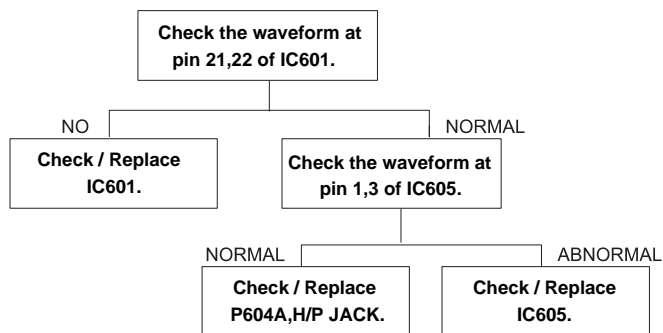 Check the waveform at
pin 21,22 of IC601.
NO
NORMAL
Check / Replace
IC601.
Check the waveform at
pin 1,3 of IC605.
NORMAL
ABNORMAL
Check / Replace
P604A,H/P JACK.
Check / Replace
IC605.